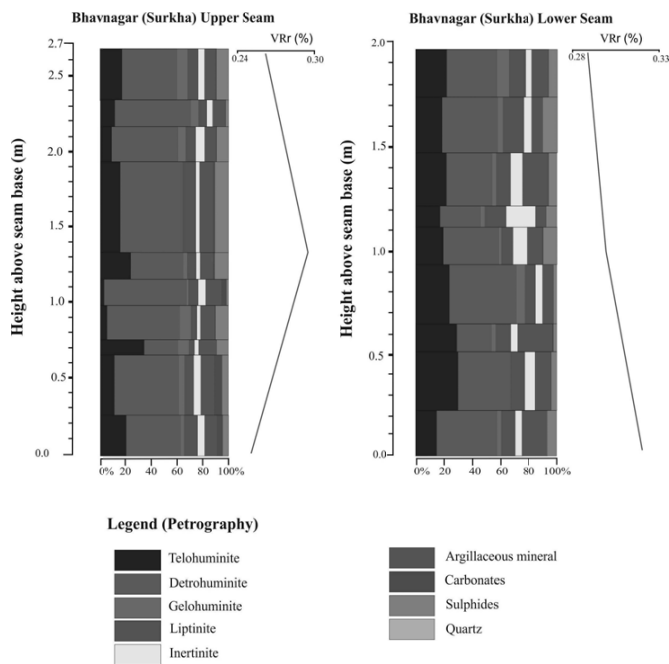 Bhavnagar (Surkha) Upper Seam
VRr (%)
0.24 0.30
2.7
2.5
2.0
1.5
1.0
0.5
0.0
Height above seam base (m)
0% 20 40 60 80 100%
Bhavnagar (Surkha) Lower Seam
VRr (%)
0.28 0.33
2.0
1.5
1.0
0.5
0.0
Height above seam base (m)
0% 20 40 60 80 100%
Legend (Petrography)
Telohuminite
Detrohuminite
Gelohuminite
Liptinite
Inertinite
Argillaceous mineral
Carbonates
Sulphides
Quartz